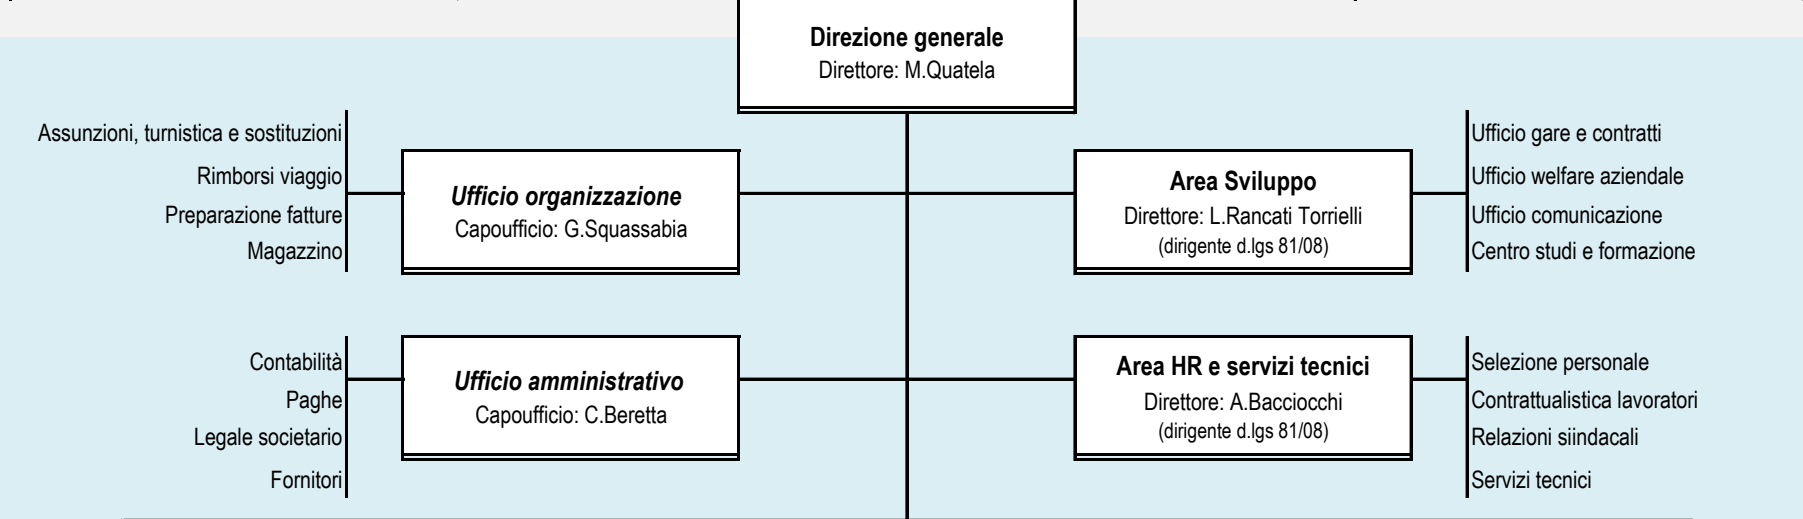 Direzione generale
Direttore: M.Quatela
Assunzioni, turnistica e sostituzioni
Rimborsi viaggio
Preparazione fatture
Magazzino
Ufficio organizzazione
Capoufficio: G.Squassabia
Area Sviluppo
Direttore: L.Rancati Torrielli
(dirigente d.lgs 81/08)
Ufficio gare e contratti
Ufficio welfare aziendale
Ufficio comunicazione
Centro studi e formazione
Contabilità
Paghe
Legale societario
Fornitori
Ufficio amministrativo
Capoufficio: C.Beretta
Area HR e servizi tecnici
Direttore: A.Bacciocchi
(dirigente d.lgs 81/08)
Selezione personale
Contrattualistica lavoratori
Relazioni siindacali
Servizi tecnici